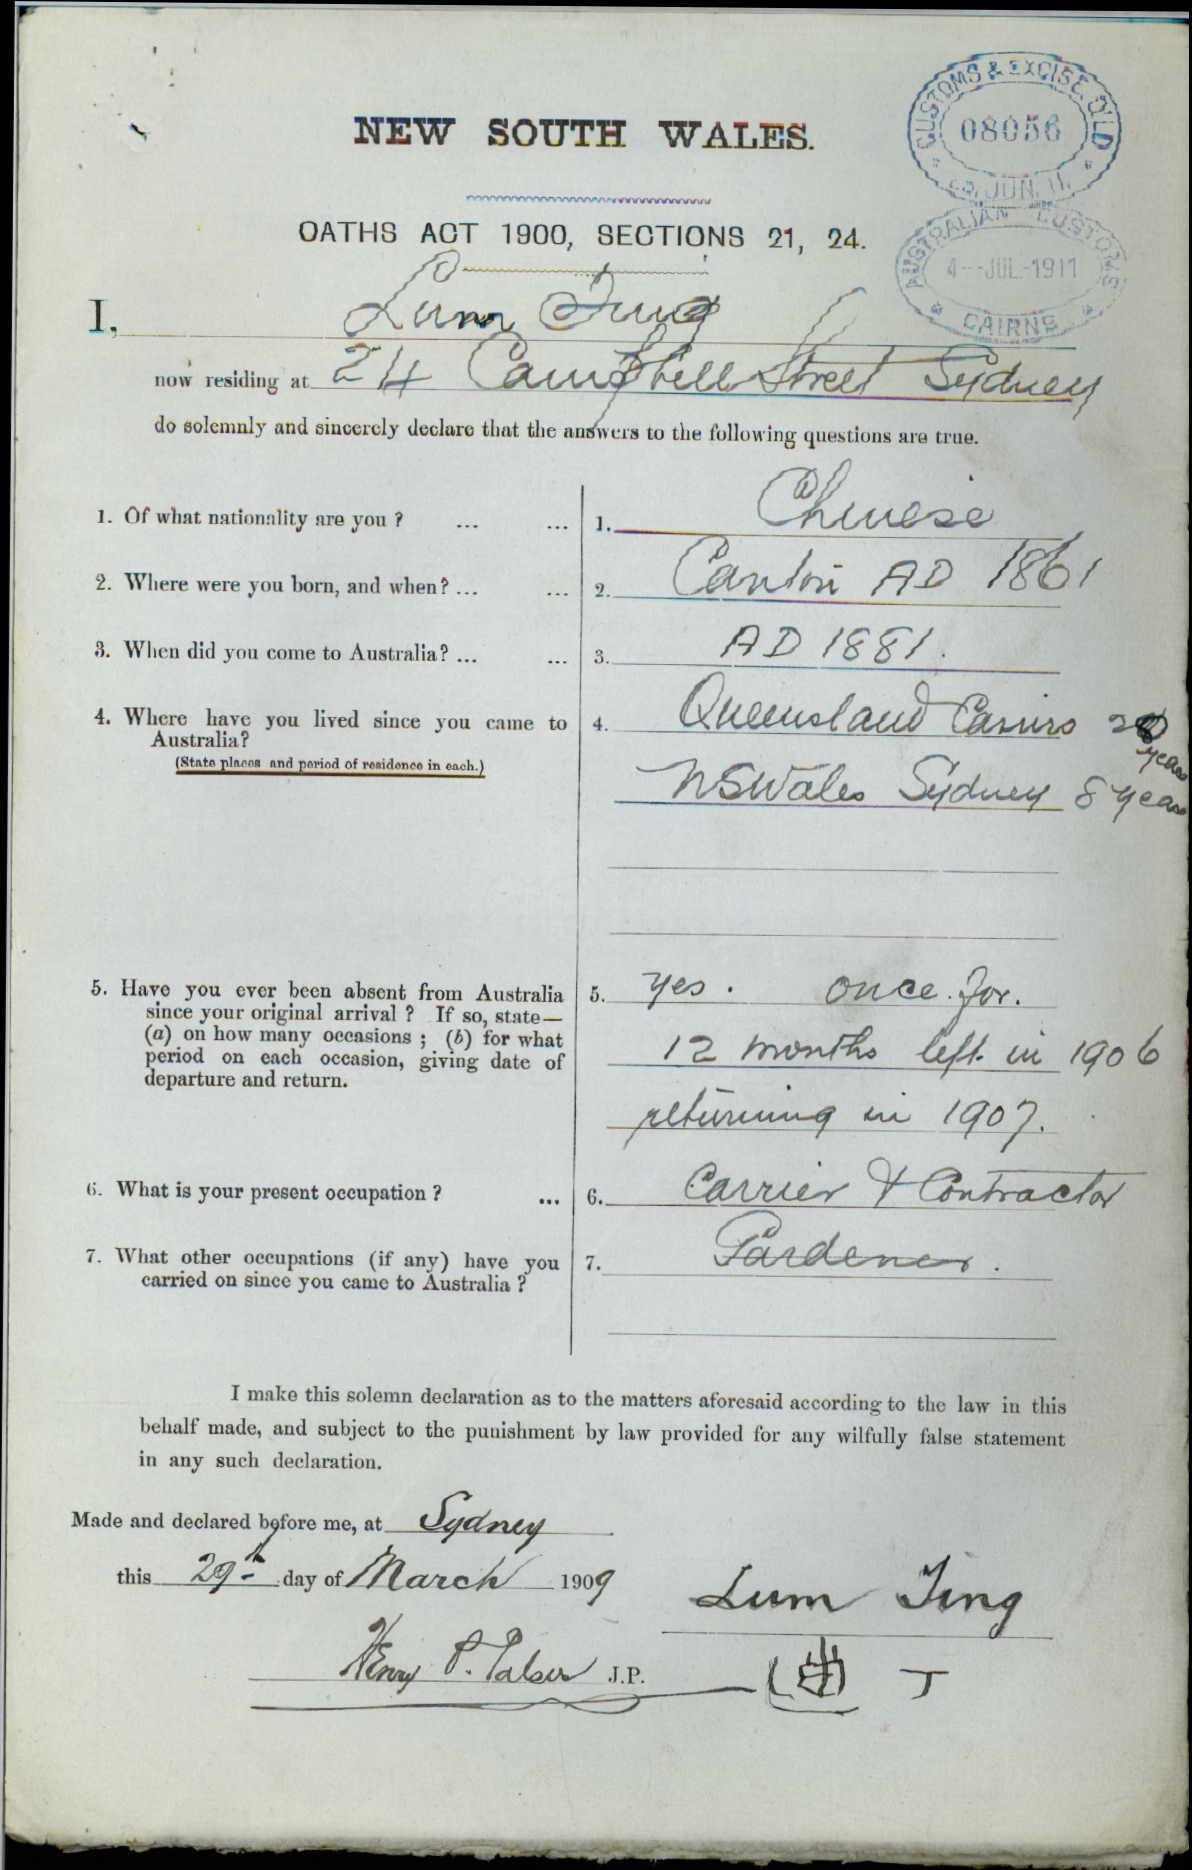 CUSTOMS & EXCISE Q'LD
08056
JUN. 11.
NEW SOUTH WALES.
OATHS ACT 1900, SECTIONS 21, 24.
AUSTRALIAN CUSTOMS
4--JUL-1911
CAIRNS
I, Lum
now residing at 24 Campbell Street Sydney
do solemnly and sincerely declare that the answers to the following questions are true.
1. Of what nationality are you ? ... ... 1. Chinese
2. Where were you born, and when ? ... ... 2. Canton AD 1861
3. When did you come to Australia? ... ... 3. AD 1881.
4. Where have you lived since you came to 4. Queensland Cairns 20
Australia? years
(State places and period of residence in each.)
NSWales Sydney 8 years
5. Have you ever been absent from Australia 5. yes. once for.
since your original arrival ? If so, state—
(a) on how many occasions ; (b) for what 12 months left in 1906
period on each occasion, giving date of
departure and return.
returning in 1907.
6. What is your present occupation ? ... 6. Carrier & Contractor
7. What other occupations (if any) have you 7. Gardener.
carried on since you came to Australia ?
I make this solemn declaration as to the matters aforesaid according to the law in this
behalf made, and subject to the punishment by law provided for any wilfully false statement
in any such declaration.
Made and declared before me, at Sydney
this 29th day of March 1909
Lum Ting
Henry P. Palser J.P.
丁